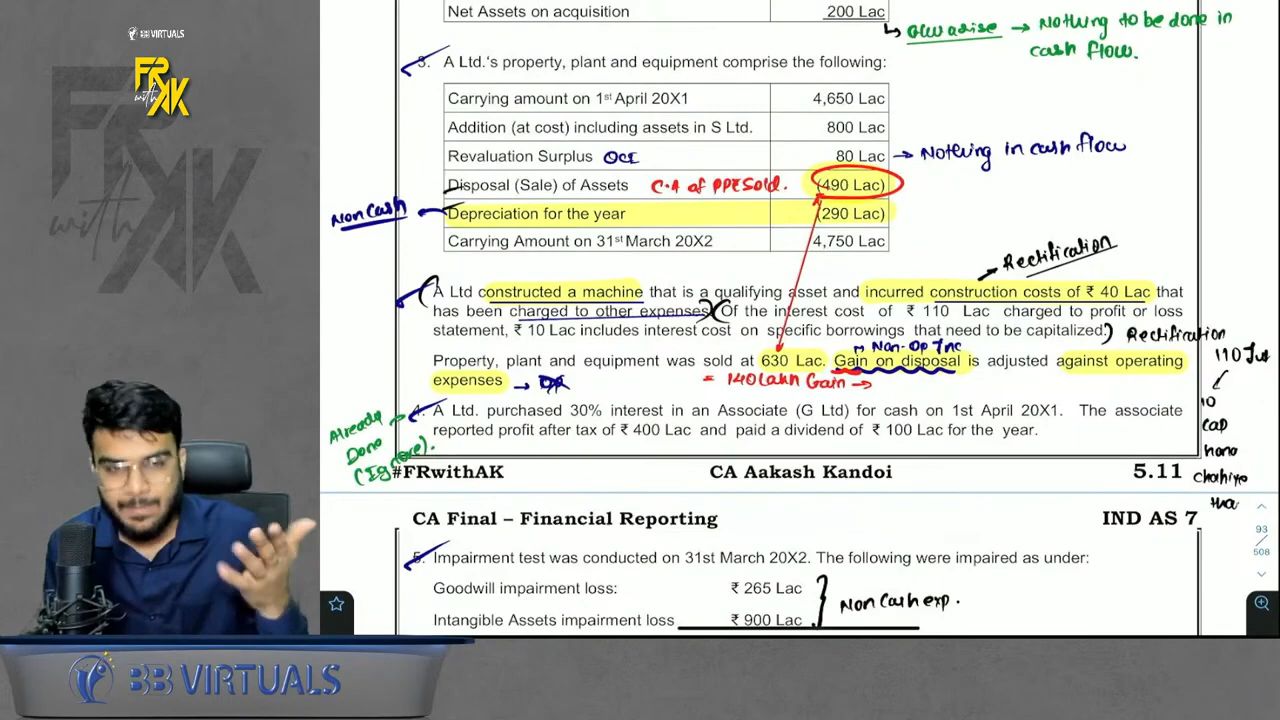 BB VIRTUALS
FR
with
AK
Net Assets on acquisition 200 Lac
→ Nothing to be done in
cash flow.
3. A Ltd.'s property, plant and equipment comprise the following:
Carrying amount on 1st April 20X1 4,650 Lac
Addition (at cost) including assets in S Ltd. 800 Lac
Revaluation Surplus OCI 80 Lac → Nothing in cash flow
Disposal (Sale) of Assets C.A of PPE Sold. (490 Lac)
Non Cash Depreciation for the year (290 Lac)
Carrying Amount on 31st March 20X2 4,750 Lac
→ Rectification
A Ltd constructed a machine that is a qualifying asset and incurred construction costs of ₹ 40 Lac that
has been charged to other expenses. Of the interest cost of ₹ 110 Lac charged to profit or loss
statement, ₹ 10 Lac includes interest cost on specific borrowings that need to be capitalized. Rectification
→ Non-Op Inc
Property, plant and equipment was sold at 630 Lac. Gain on disposal is adjusted against operating
expenses → = 140 Lakh Gain →
110 Int
10
cap
hona
chahiye
tha
4. A Ltd. purchased 30% interest in an Associate (G Ltd) for cash on 1st April 20X1. The associate
reported profit after tax of ₹ 400 Lac and paid a dividend of ₹ 100 Lac for the year.
Already
Done
(Ignore).
#FRwithAK CA Aakash Kandoi 5.11
CA Final – Financial Reporting IND AS 7
93
508
5. Impairment test was conducted on 31st March 20X2. The following were impaired as under:
Goodwill impairment loss: ₹ 265 Lac
Intangible Assets impairment loss ₹ 900 Lac
Non Cash exp.
BB VIRTUALS